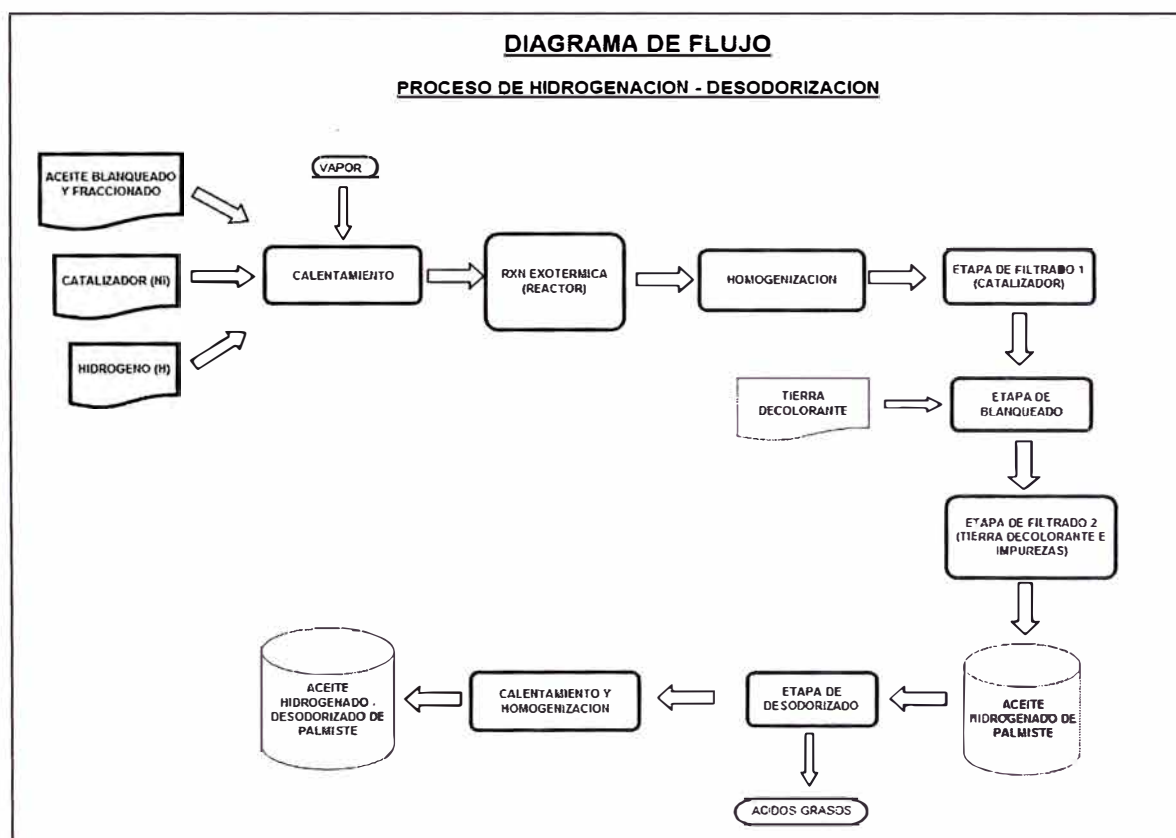 DIAGRAMA DE FLUJO
PROCESO DE HIDROGENACION - DESODORIZACION
ACEITE BLANQUEADO
Y FRACCIONADO
VAPOR
CATALIZADOR (Ni)
CALENTAMIENTO
RXN EXOTERMICA
(REACTOR)
HOMOGENIZACION
ETAPA DE FILTRADO 1
(CATALIZADOR)
HIDROGENO (H)
TIERRA
DECOLORANTE
ETAPA DE
BLANQUEADO
ETAPA DE FILTRADO 2
(TIERRA DECOLORANTE E
IMPUREZAS)
ACEITE
HIDROGENADO DE
PALMISTE
ETAPA DE
DESODORIZADO
CALENTAMIENTO Y
HOMOGENIZACION
ACEITE
HIDROGENADO -
DESODORIZADO DE
PALMISTE
ACIDOS GRASOS